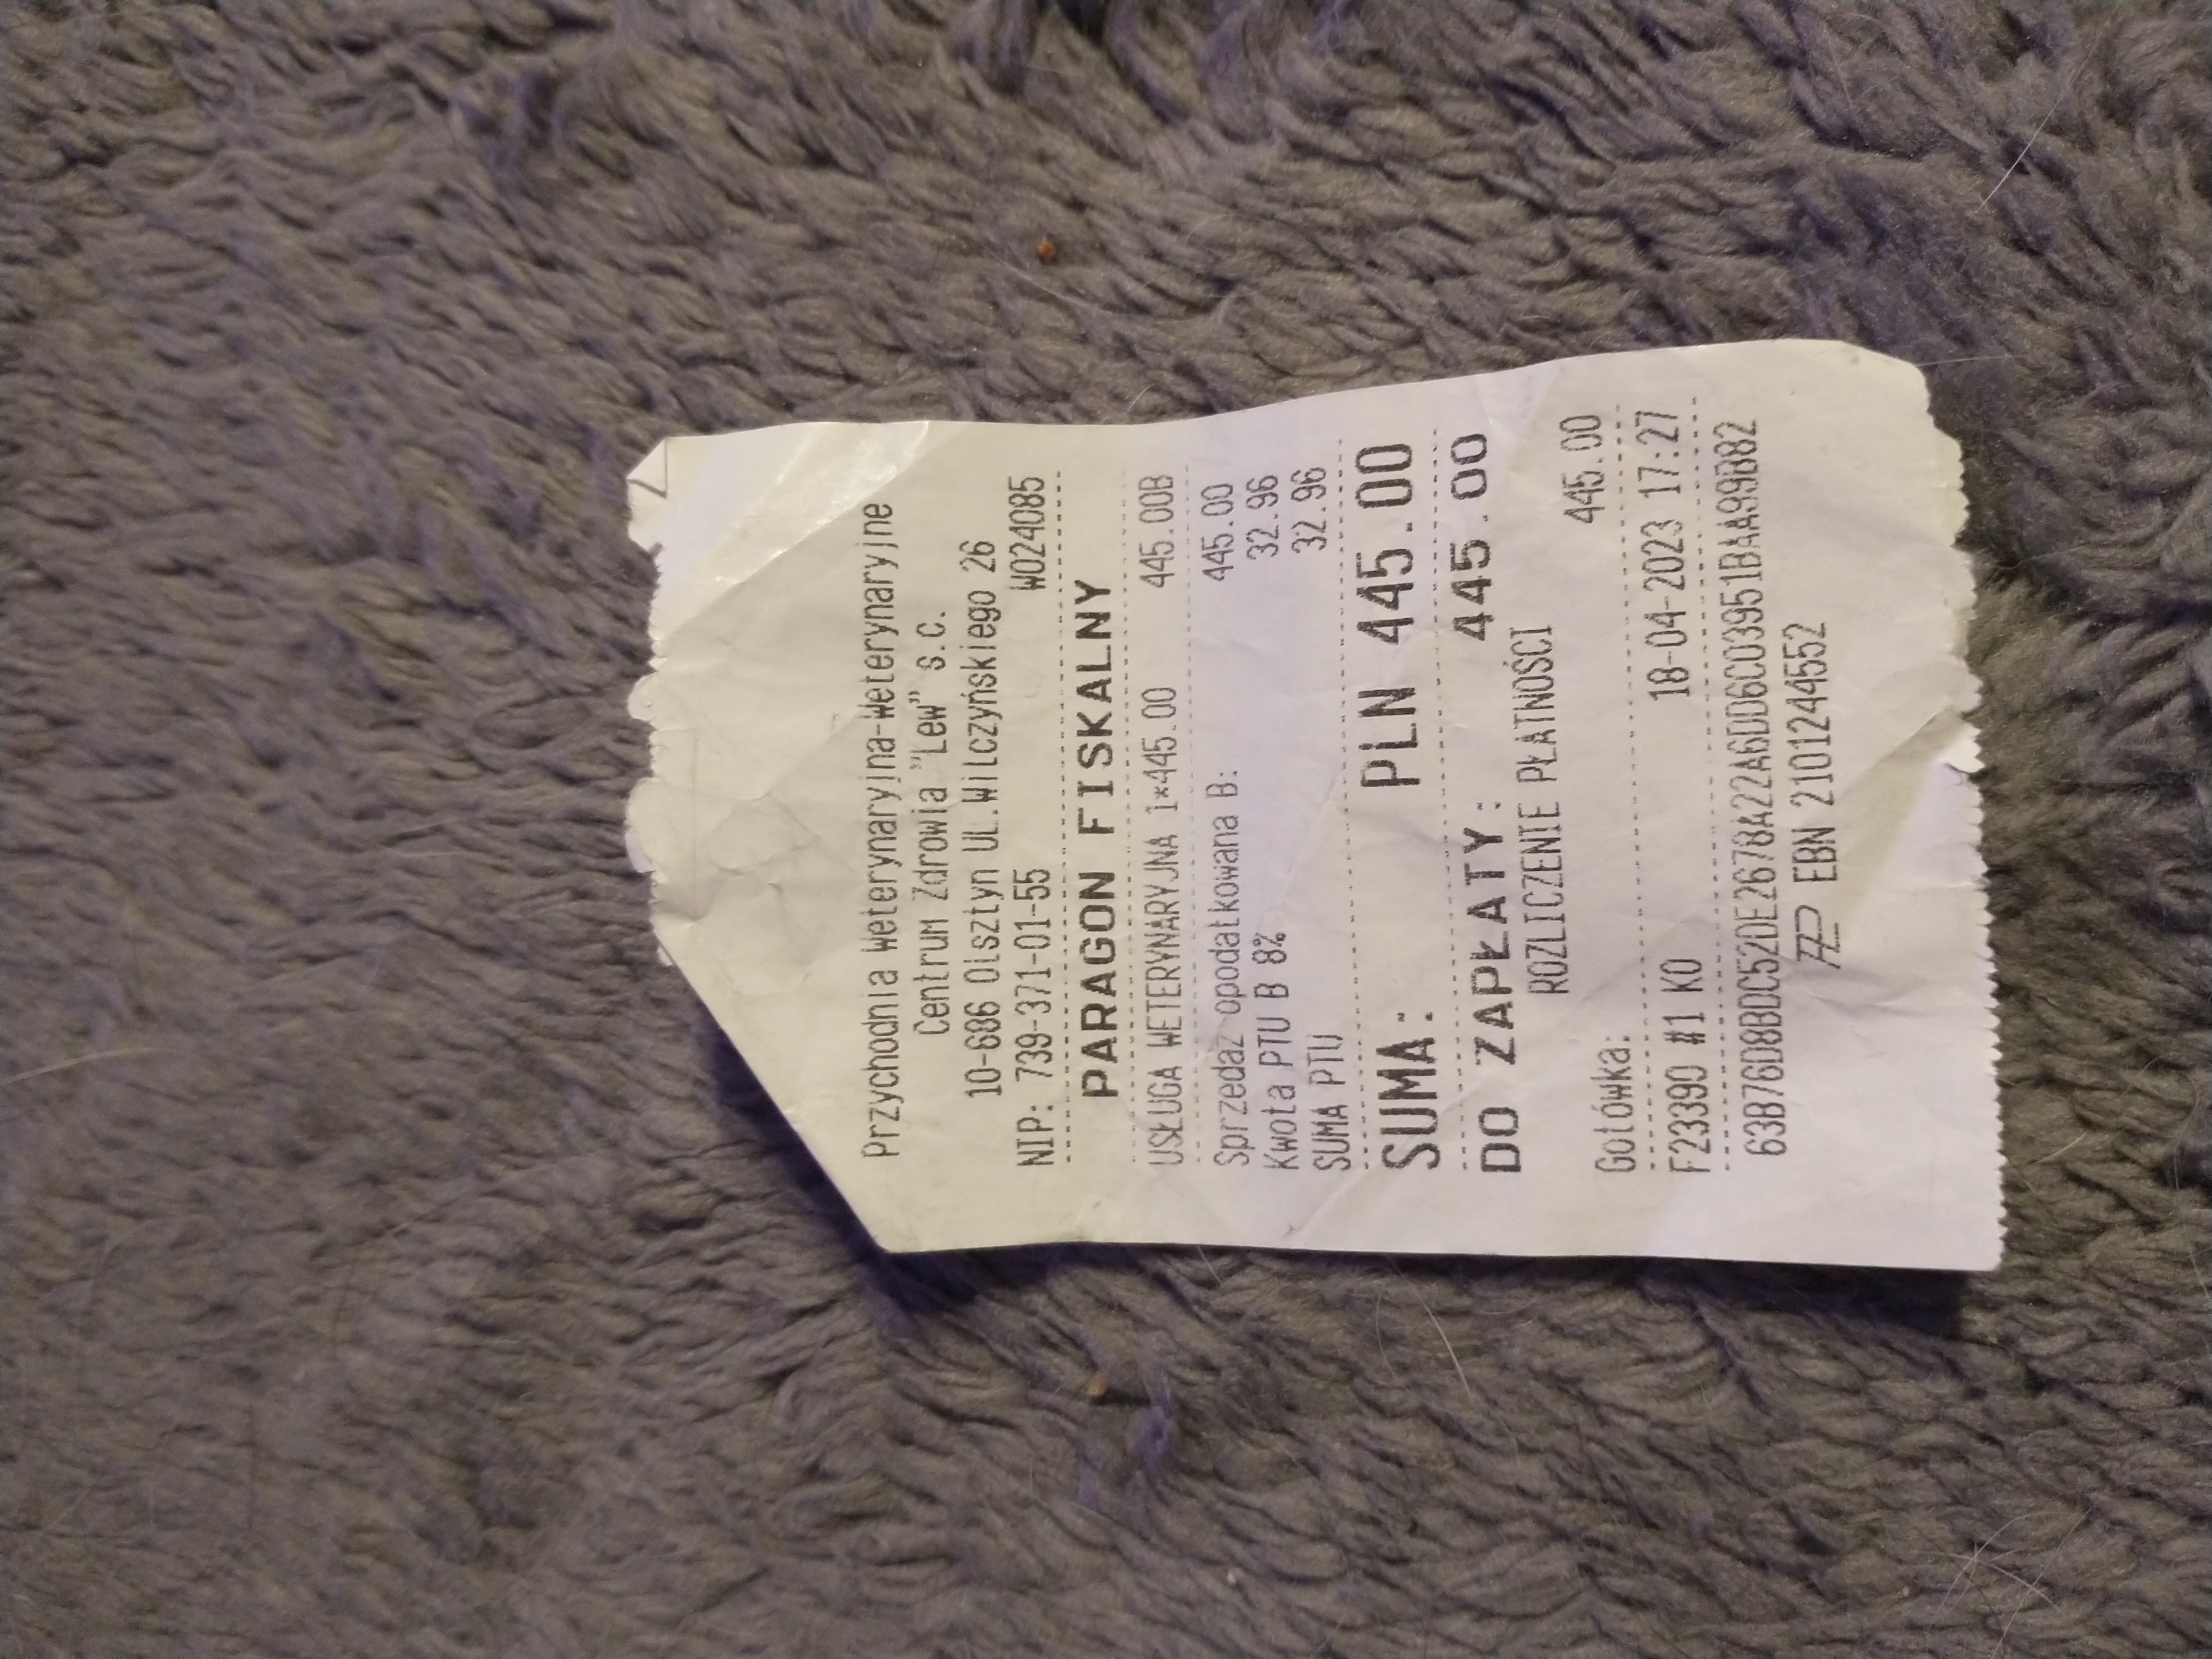 Przychodnia Weterynaryjna-Weterynaryjne
Centrum Zdrowia "Lew" s.c.
10-686 Olsztyn UL.Wilczyńskiego 26
NIP: 739-371-01-55 W024085
PARAGON FISKALNY
USŁUGA WETERYNARYJNA 1*445.00 445.00B
Sprzedaż opodatkowana B: 445.00
Kwota PTU B 8% 32.96
SUMA PTU 32.96
SUMA: PLN 445.00
DO ZAPŁATY: 445.00
ROZLICZENIE PŁATNOŚCI
Gotówka: 445.00
F23390 #1 KO 18-04-2023 17:27
63B76D8BDC52DE2678A22A6DD6C03951BAA99B82
EBN 2101244552